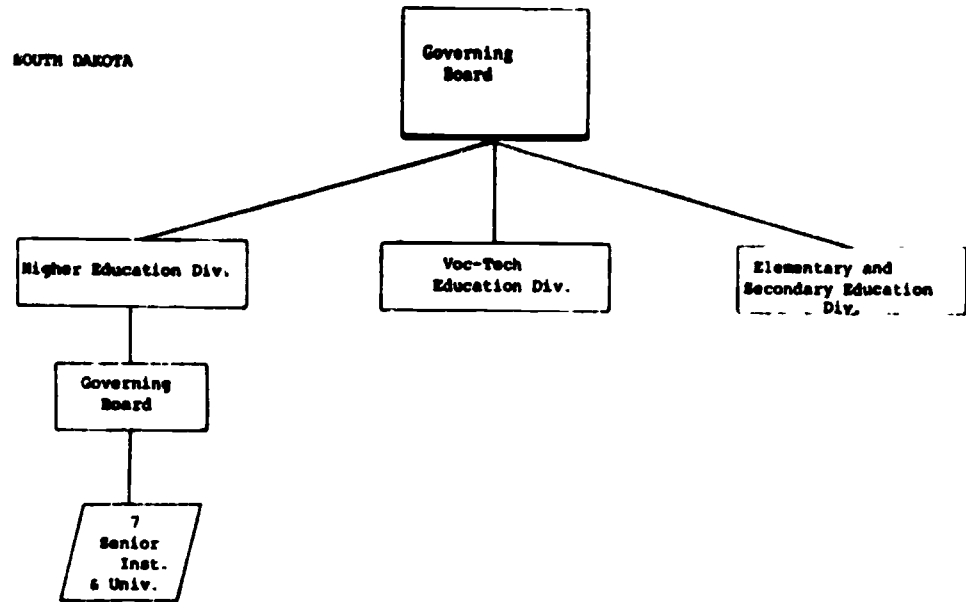 SOUTH DAKOTA
Governing
Board
Higher Education Div.
Voc-Tech
Education Div.
Elementary and
Secondary Education
Div.
Governing
Board
7
Senior
Inst.
& Univ.